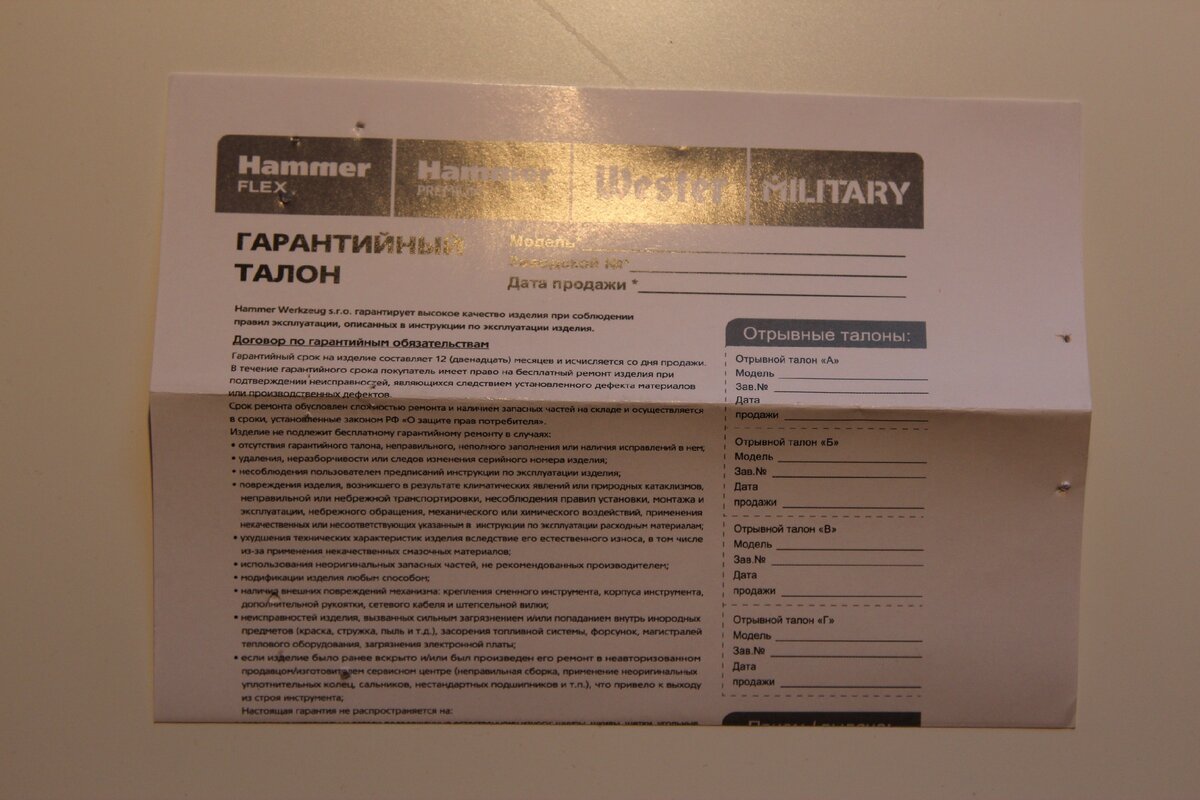 Hammer
FLEX
Hammer
Wester
MILITARY
ГАРАНТИЙНЫЙ
ТАЛОН
Модель
Заводской №*
Дата продажи *
Hammer Werkzeug s.r.o. гарантирует высокое качество изделия при соблюдении
правил эксплуатации, описанных в инструкции по эксплуатации изделия.
Договор по гарантийным обязательствам
Гарантийный срок на изделие составляет 12 (двенадцать) месяцев и исчисляется со дня продажи.
В течение гарантийного срока покупатель имеет право на бесплатный ремонт изделия при
подтверждении неисправностей, являющихся следствием установленного дефекта материалов
или производственных дефектов.
Срок ремонта обусловлен сложностью ремонта и наличием запасных частей на складе и осуществляется
в сроки, установленные законом РФ «О защите прав потребителя».
Изделие не подлежит бесплатному гарантийному ремонту в случаях:
• отсутствия гарантийного талона, неправильного, неполного заполнения или наличия исправлений в нем;
• удаления, неразборчивости или следов изменения серийного номера изделия;
• несоблюдения пользователем предписаний инструкции по эксплуатации изделия;
• повреждения изделия, возникшего в результате климатических явлений или природных катаклизмов,
неправильной или небрежной транспортировки, несоблюдения правил установки, монтажа и
эксплуатации, небрежного обращения, механического или химического воздействий, применения
некачественных или несоответствующих указанным в инструкции по эксплуатации расходным материалам;
• ухудшения технических характеристик изделия вследствие его естественного износа, в том числе
из-за применения некачественных смазочных материалов;
• использования неоригинальных запасных частей, не рекомендованных производителем;
• модификации изделия любым способом;
• наличия внешних повреждений механизма: крепления сменного инструмента, корпуса инструмента,
дополнительной рукоятки, сетевого кабеля и штепсельной вилки;
• неисправностей изделия, вызванных сильным загрязнением и/или попаданием внутрь инородных
предметов (краска, стружка, пыль и т.д.), засорения топливной системы, форсунок, магистралей
теплового оборудования, загрязнения электронной платы;
• если изделие было ранее вскрыто и/или был произведен его ремонт в неавторизованном
продавцом/изготовителем сервисном центре (неправильная сборка, применение неоригинальных
уплотнительных колец, сальников, нестандартных подшипников и т.п.), что привело к выходу
из строя инструмента;
Настоящая гарантия не распространяется на:
Отрывные талоны:
Отрывной талон «А»
Модель
Зав.№
Дата
продажи
Отрывной талон «Б»
Модель
Зав.№
Дата
продажи
Отрывной талон «В»
Модель
Зав.№
Дата
продажи
Отрывной талон «Г»
Модель
Зав.№
Дата
продажи